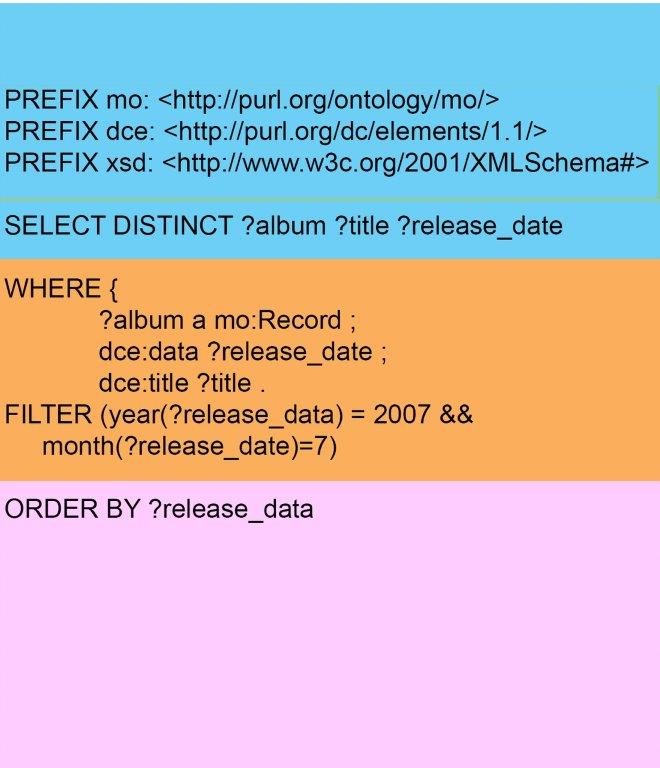 PREFIX mo: <http://purl.org/ontology/mo/>
PREFIX dce: <http://purl.org/dc/elements/1.1/>
PREFIX xsd: <http://www.w3c.org/2001/XMLSchema#>
SELECT DISTINCT ?album ?title ?release_date
WHERE {
?album a mo:Record ;
dce:data ?release_date ;
dce:title ?title .
FILTER (year(?release_data) = 2007 &&
month(?release_date)=7)
ORDER BY ?release_data